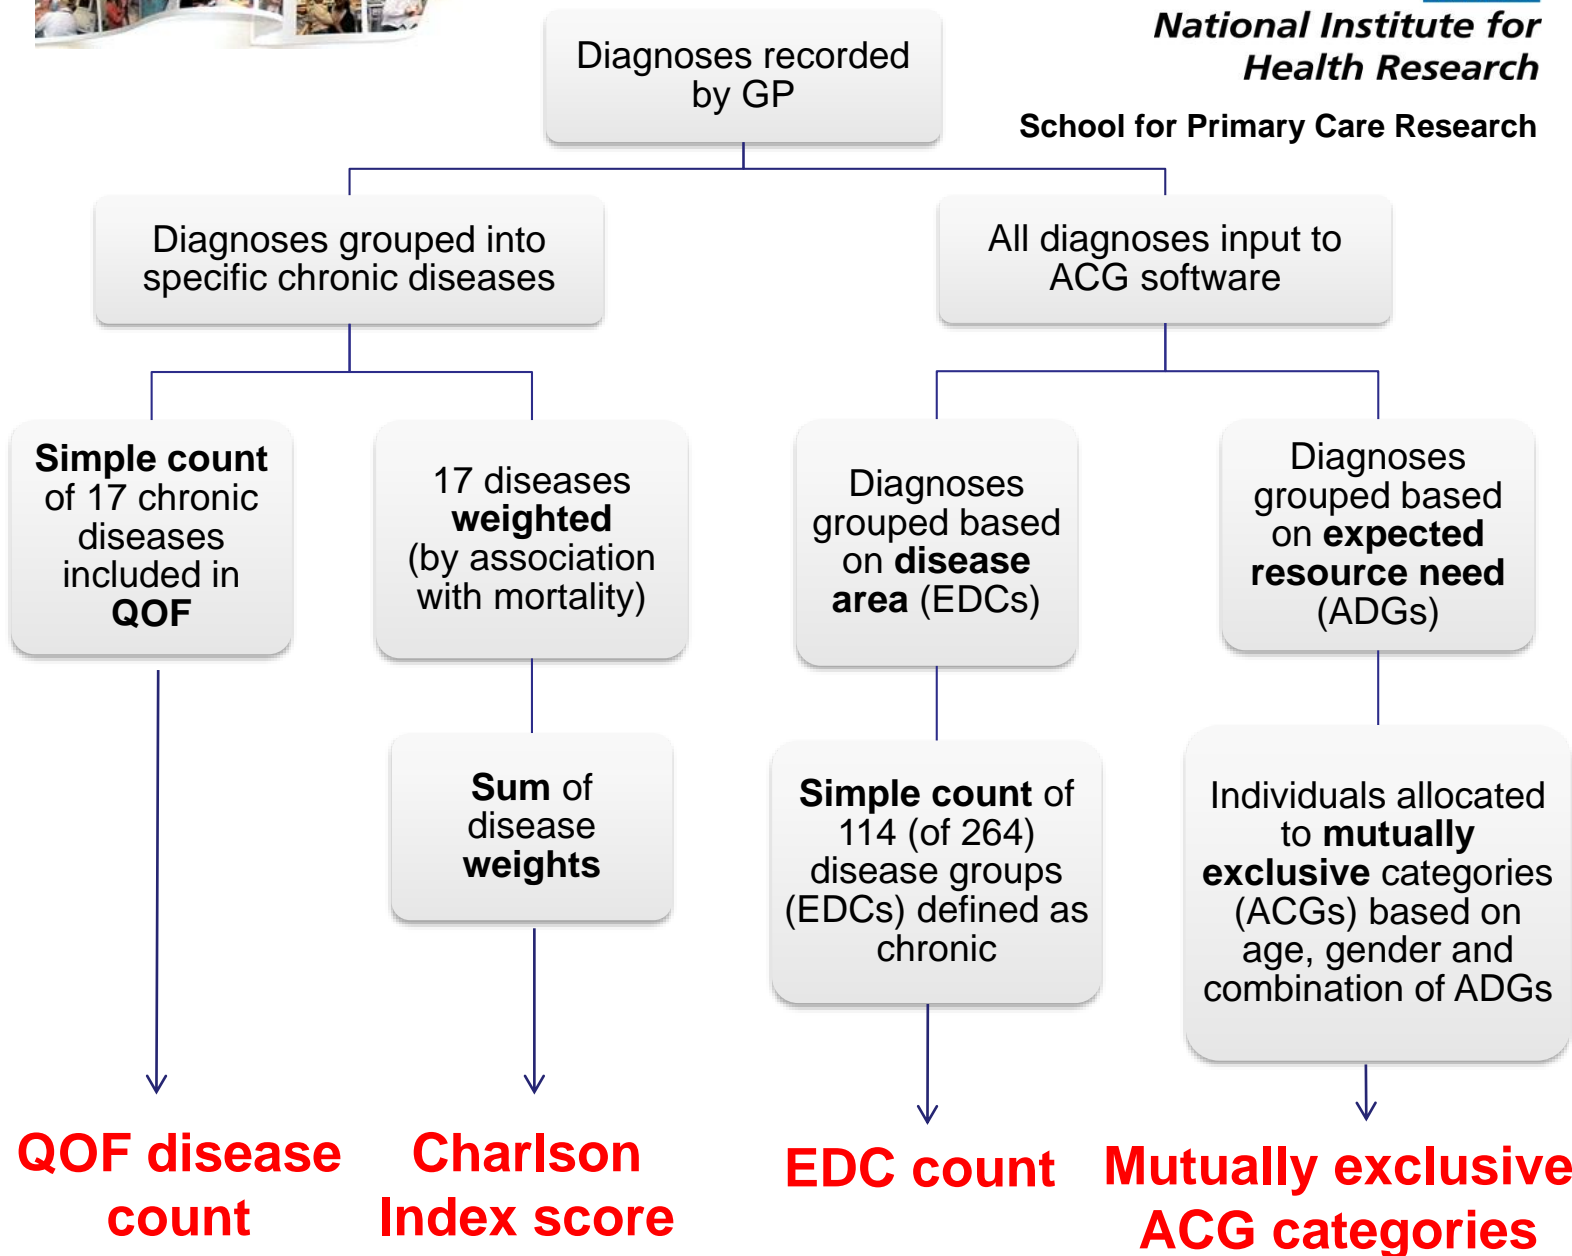 National Institute for
Health Research
School for Primary Care Research
Diagnoses recorded
by GP
Diagnoses grouped into
specific chronic diseases
All diagnoses input to
ACG software
Simple count
of 17 chronic
diseases
included in
QOF
17 diseases
weighted
(by association
with mortality)
Diagnoses
grouped based
on disease
area (EDCs)
Diagnoses
grouped based
on expected
resource need
(ADGs)
Sum of
disease
weights
Simple count of
114 (of 264)
disease groups
(EDCs) defined as
chronic
Individuals allocated
to mutually
exclusive categories
(ACGs) based on
age, gender and
combination of ADGs
QOF disease
count
Charlson
Index score
EDC count
Mutually exclusive
ACG categories